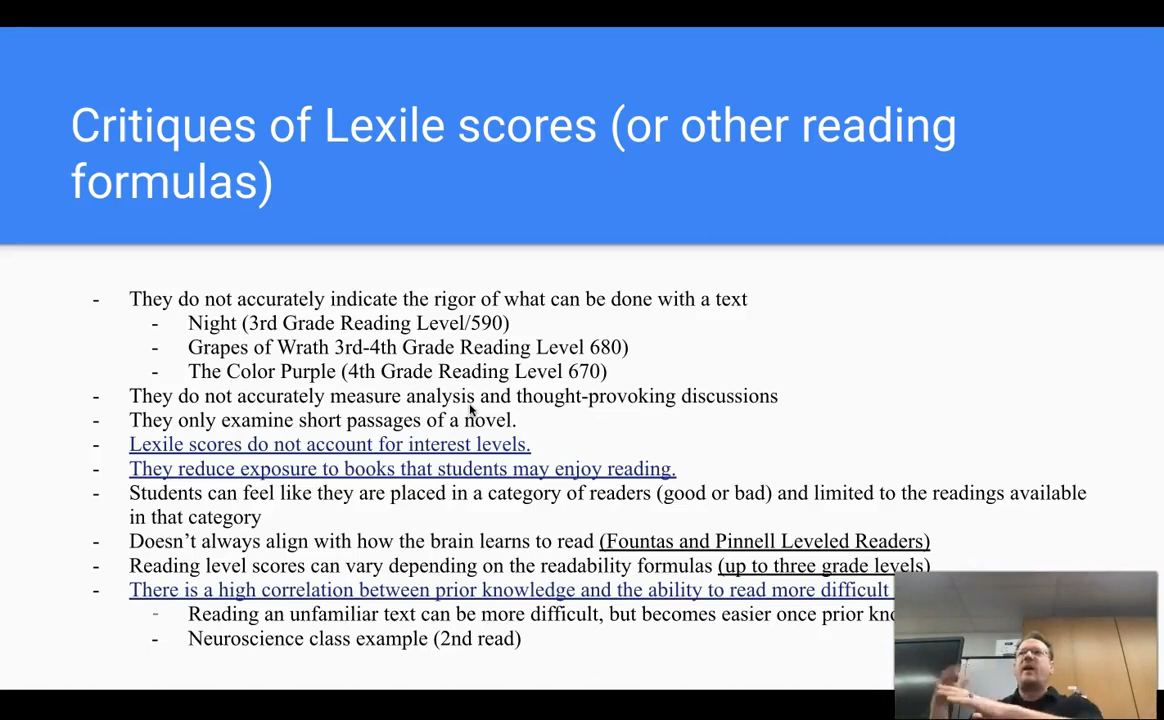 Critiques of Lexile scores (or other reading
formulas)
- They do not accurately indicate the rigor of what can be done with a text
- Night (3rd Grade Reading Level/590)
- Grapes of Wrath 3rd-4th Grade Reading Level 680)
- The Color Purple (4th Grade Reading Level 670)
- They do not accurately measure analysis and thought-provoking discussions
- They only examine short passages of a novel.
- Lexile scores do not account for interest levels.
- They reduce exposure to books that students may enjoy reading.
- Students can feel like they are placed in a category of readers (good or bad) and limited to the readings available
in that category
- Doesn’t always align with how the brain learns to read (Fountas and Pinnell Leveled Readers)
- Reading level scores can vary depending on the readability formulas (up to three grade levels)
- There is a high correlation between prior knowledge and the ability to read more difficult
- Reading an unfamiliar text can be more difficult, but becomes easier once prior
- Neuroscience class example (2nd read)